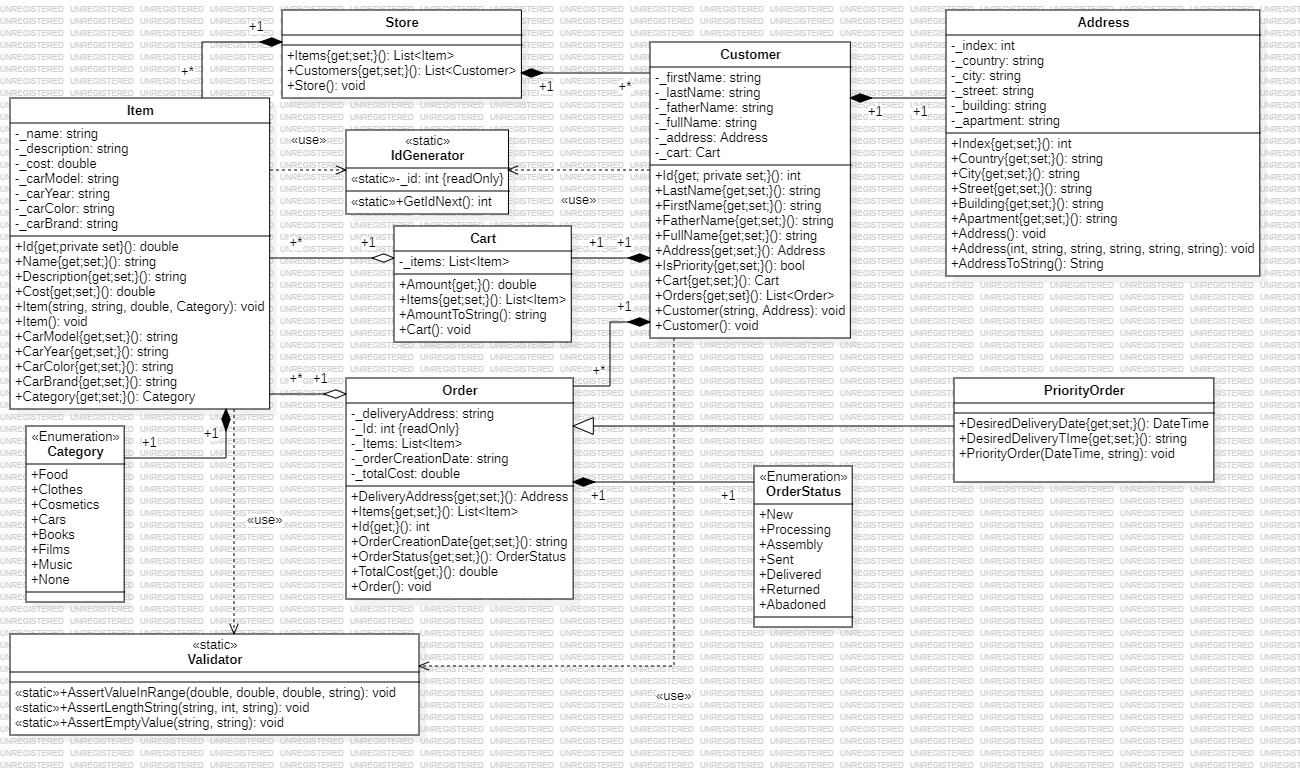 Store
+Items{get;set;}(): List<Item>
+Customers{get;set;}(): List<Customer>
+Store(): void
+1
+*
+1
+*
Customer
-_firstName: string
-_lastName: string
-_fatherName: string
-_fullName: string
-_address: Address
-_cart: Cart
+Id{get; private set;}(): int
+LastName{get;set;}(): string
+FirstName{get;set;}(): string
+FatherName{get;set;}(): string
+FullName{get;set;}(): string
+Address{get;set;}(): Address
+IsPriority{get;set;}(): bool
+Cart{get;set;}(): Cart
+Orders{get;set}(): List<Order>
+Customer(string, Address): void
+Customer(): void
+1
+1
Address
-_index: int
-_country: string
-_city: string
-_street: string
-_building: string
-_apartment: string
+Index{get;set;}(): int
+Country{get;set;}(): string
+City{get;set;}(): string
+Street{get;set;}(): string
+Building{get;set;}(): string
+Apartment{get;set;}(): string
+Address(): void
+Address(int, string, string, string, string, string): void
+AddressToString(): String
Item
-_name: string
-_description: string
-_cost: double
-_carModel: string
-_carYear: string
-_carColor: string
-_carBrand: string
+Id{get;private set}(): double
+Name{get;set;}(): string
+Description{get;set;}(): string
+Cost{get;set;}(): double
+Item(string, string, double, Category): void
+Item(): void
+CarModel{get;set;}(): string
+CarYear{get;set;}(): string
+CarColor{get;set;}(): string
+CarBrand{get;set;}(): string
+Category{get;set;}(): Category
«use»
«static»
IdGenerator
«static»-_id: int {readOnly}
«static»+GetIdNext(): int
«use»
+*
+1
Cart
-_items: List<Item>
+Amount{get;}(): double
+Items{get;set;}(): List<Item>
+AmountToString(): string
+Cart(): void
+1
+1
+1
+*
+*
+1
Order
-_deliveryAddress: string
-_Id: int {readOnly}
-_Items: List<Item>
-_orderCreationDate: string
-_totalCost: double
+DeliveryAddress{get;set;}(): Address
+Items{get;set;}(): List<Item>
+Id{get;}(): int
+OrderCreationDate{get;set;}(): string
+OrderStatus{get;set;}(): OrderStatus
+TotalCost{get;}(): double
+Order(): void
PriorityOrder
+DesiredDeliveryDate{get;set;}(): DateTime
+DesiredDeliveryTIme{get;set;}(): string
+PriorityOrder(DateTime, string): void
+1
+1
«Enumeration»
Category
+Food
+Clothes
+Cosmetics
+Cars
+Books
+Films
+Music
+None
«use»
+1
+1
«Enumeration»
OrderStatus
+New
+Processing
+Assembly
+Sent
+Delivered
+Returned
+Abadoned
«static»
Validator
«static»+AssertValueInRange(double, double, double, string): void
«static»+AssertLengthString(string, int, string): void
«static»+AssertEmptyValue(string, string): void
«use»
UNREGISTERED